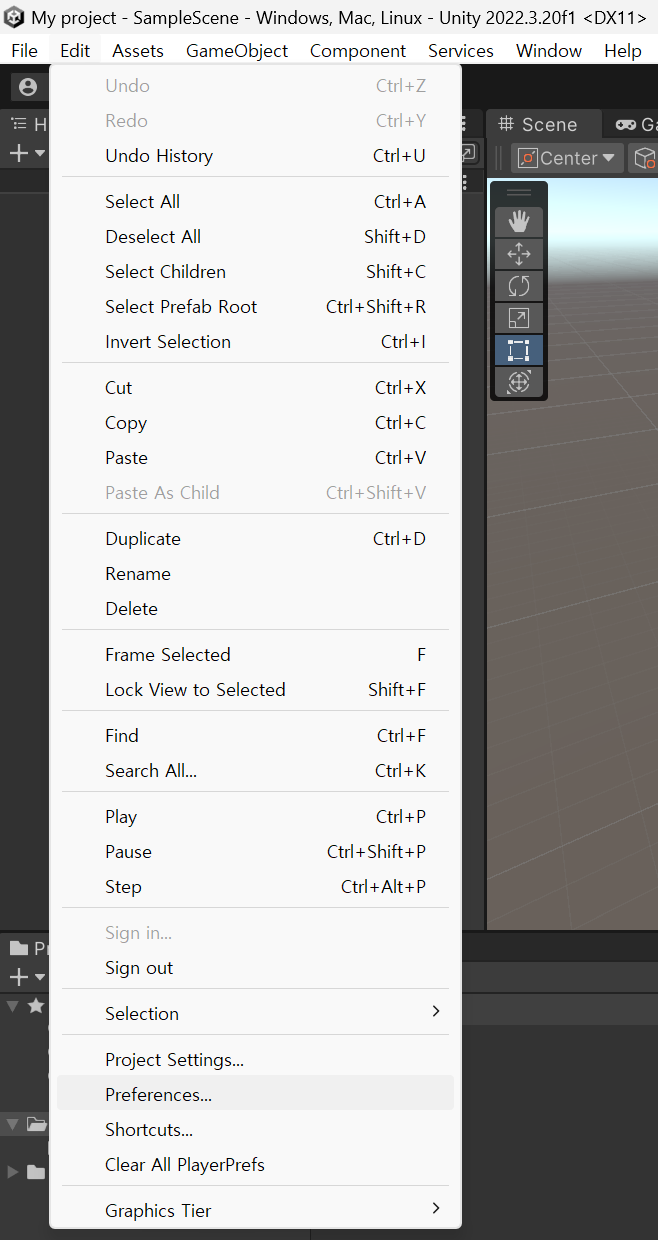 My project - SampleScene - Windows, Mac, Linux - Unity 2022.3.20f1 <DX11>
File Edit Assets GameObject Component Services Window Help
Undo Ctrl+Z
Redo Ctrl+Y
Undo History Ctrl+U
Scene
Center
Select All Ctrl+A
Deselect All Shift+D
Select Children Shift+C
Select Prefab Root Ctrl+Shift+R
Invert Selection Ctrl+I
Cut Ctrl+X
Copy Ctrl+C
Paste Ctrl+V
Paste As Child Ctrl+Shift+V
Duplicate Ctrl+D
Rename
Delete
Frame Selected F
Lock View to Selected Shift+F
Find Ctrl+F
Search All... Ctrl+K
Play Ctrl+P
Pause Ctrl+Shift+P
Step Ctrl+Alt+P
Sign in...
Sign out
Selection
Project Settings...
Preferences...
Shortcuts...
Clear All PlayerPrefs
Graphics Tier